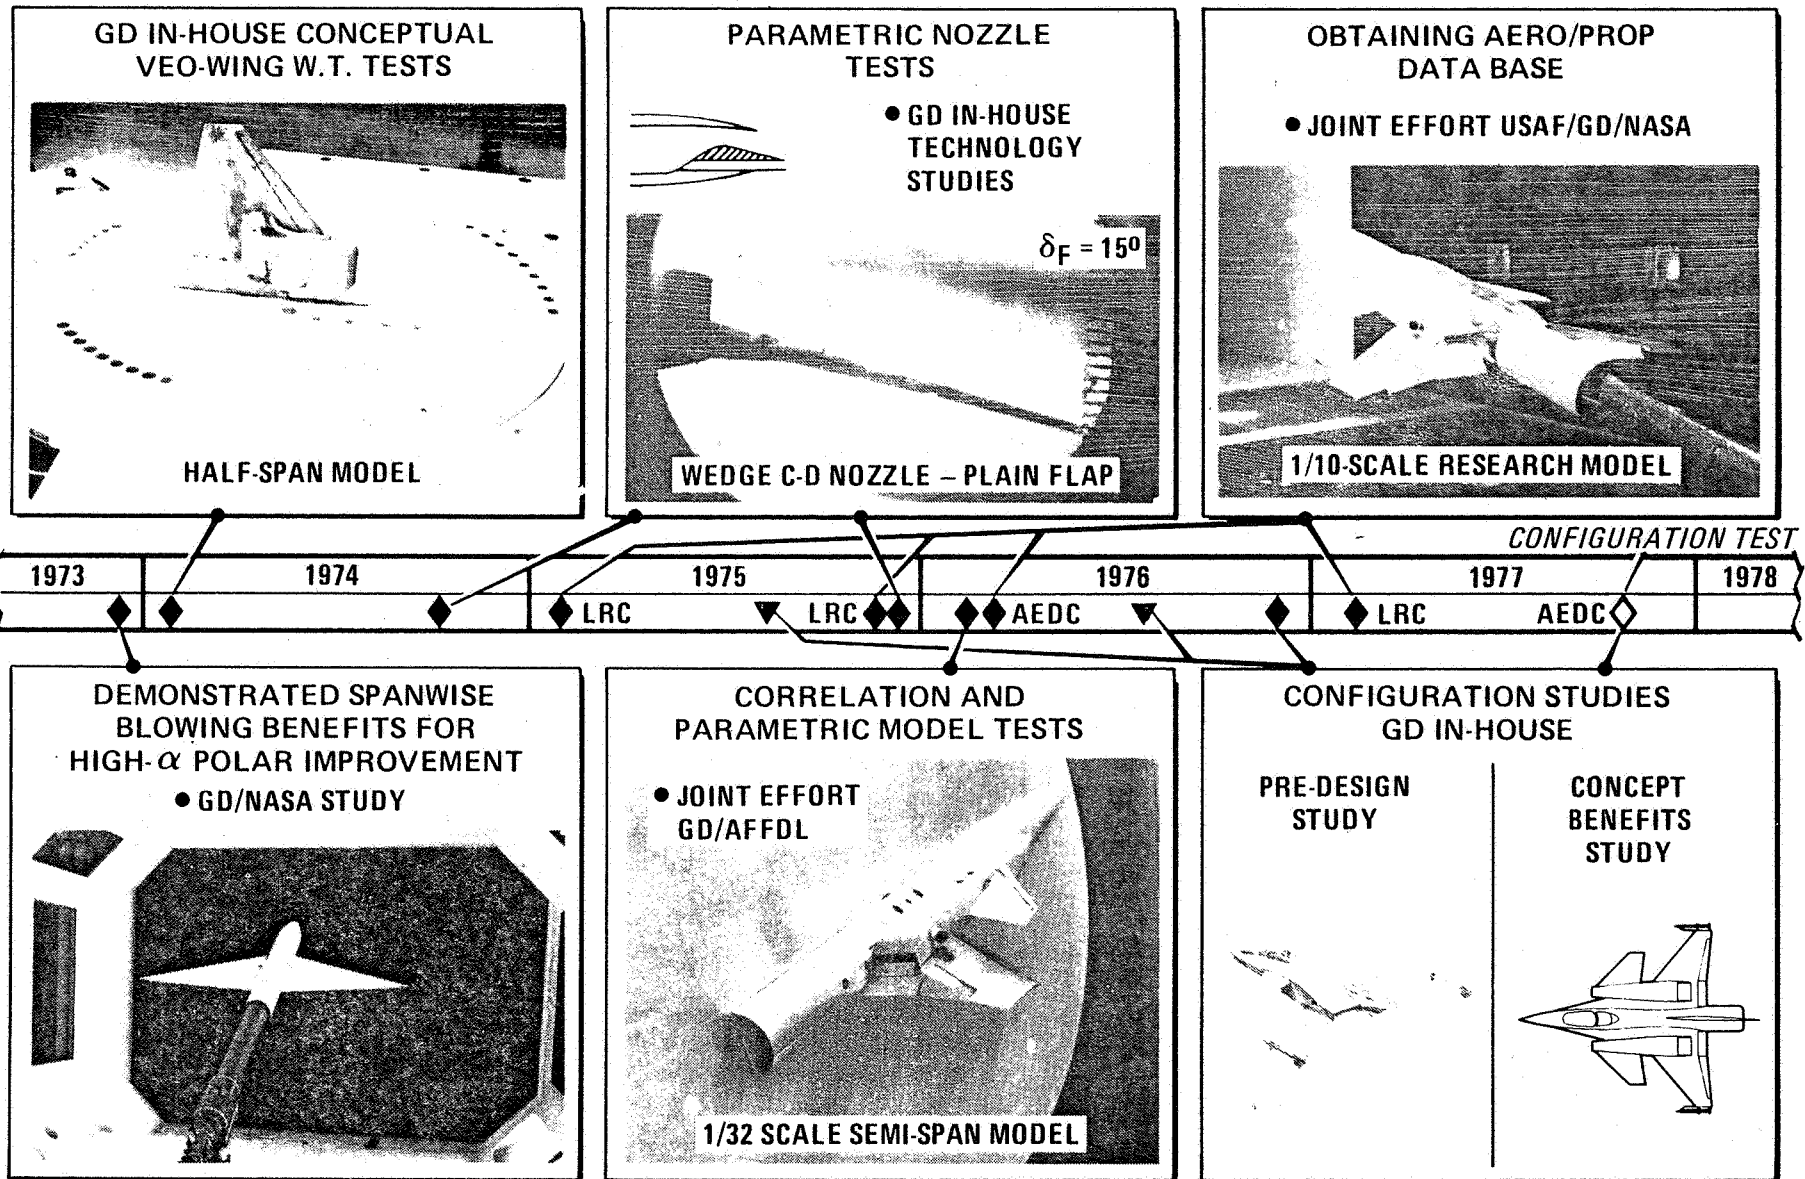 GD IN-HOUSE CONCEPTUAL
VEO-WING W.T. TESTS
HALF-SPAN MODEL
PARAMETRIC NOZZLE
TESTS
● GD IN-HOUSE
TECHNOLOGY
STUDIES
δF = 15⁰
WEDGE C-D NOZZLE – PLAIN FLAP
OBTAINING AERO/PROP
DATA BASE
● JOINT EFFORT USAF/GD/NASA
1/10-SCALE RESEARCH MODEL
CONFIGURATION TEST
1973 1974 1975 1976 1977 1978
LRC LRC AEDC LRC AEDC
DEMONSTRATED SPANWISE
BLOWING BENEFITS FOR
HIGH-α POLAR IMPROVEMENT
● GD/NASA STUDY
CORRELATION AND
PARAMETRIC MODEL TESTS
● JOINT EFFORT
GD/AFFDL
1/32 SCALE SEMI-SPAN MODEL
CONFIGURATION STUDIES
GD IN-HOUSE
PRE-DESIGN
STUDY
CONCEPT
BENEFITS
STUDY